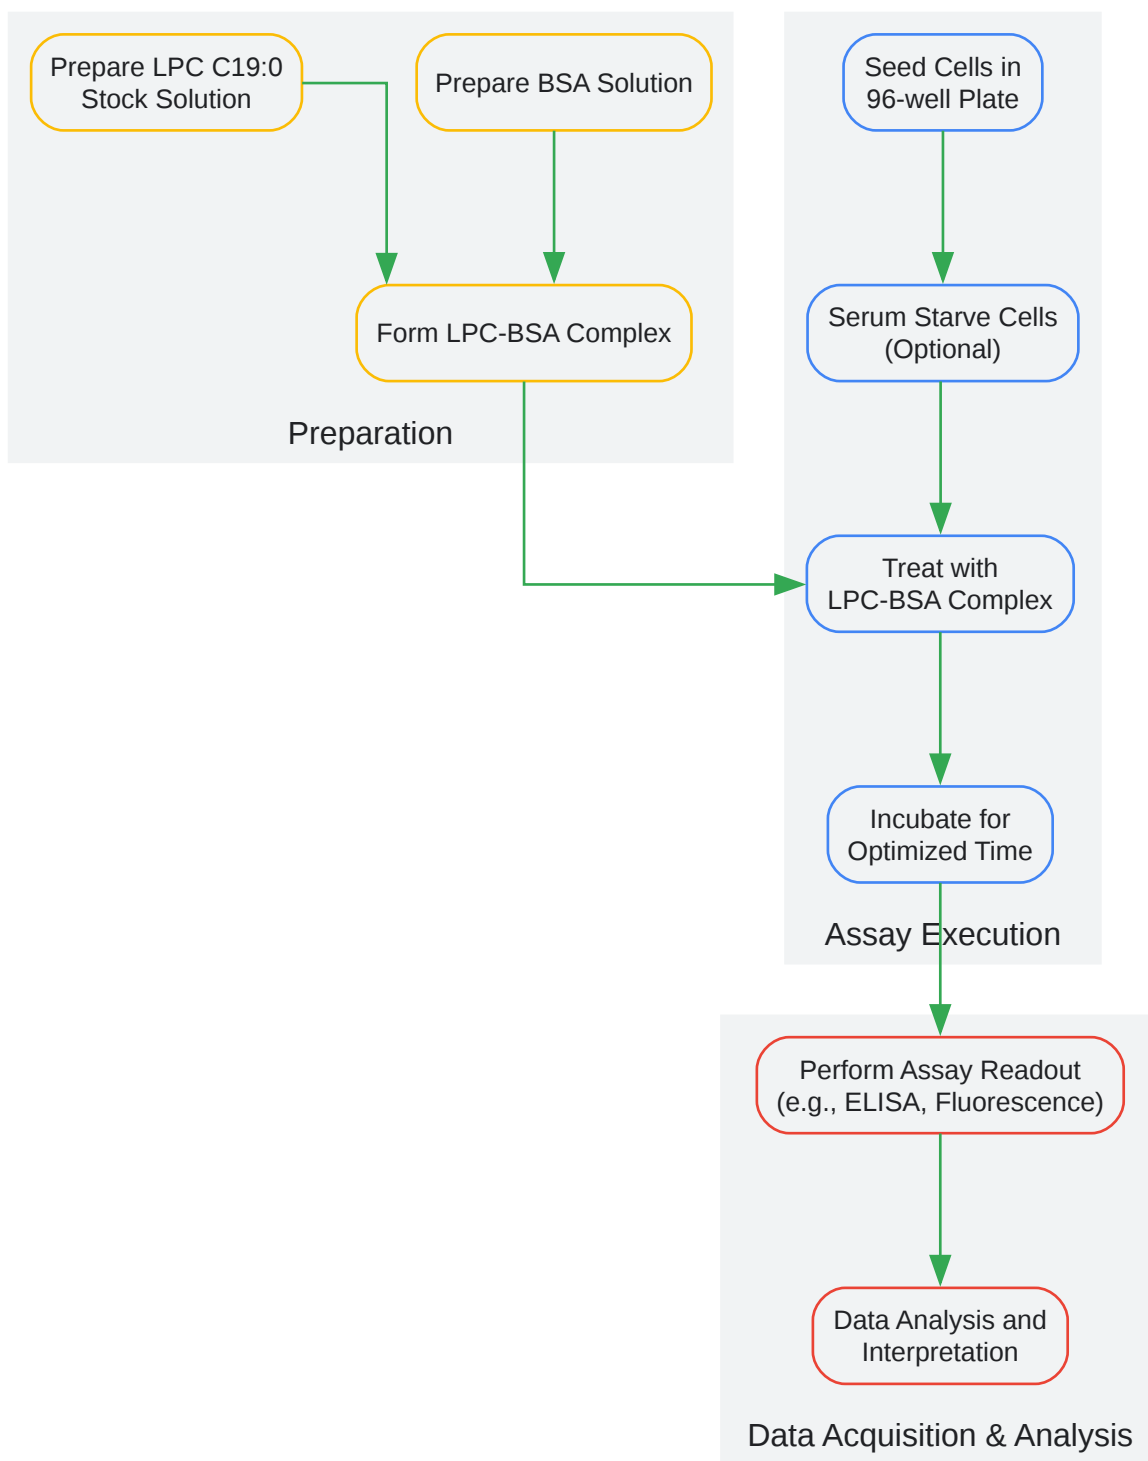 Prepare LPC C19:0
Stock Solution
Prepare BSA Solution
Form LPC-BSA Complex
Preparation
Seed Cells in
96-well Plate
Serum Starve Cells
(Optional)
Treat with
LPC-BSA Complex
Incubate for
Optimized Time
Assay Execution
Perform Assay Readout
(e.g., ELISA, Fluorescence)
Data Analysis and
Interpretation
Data Acquisition & Analysis